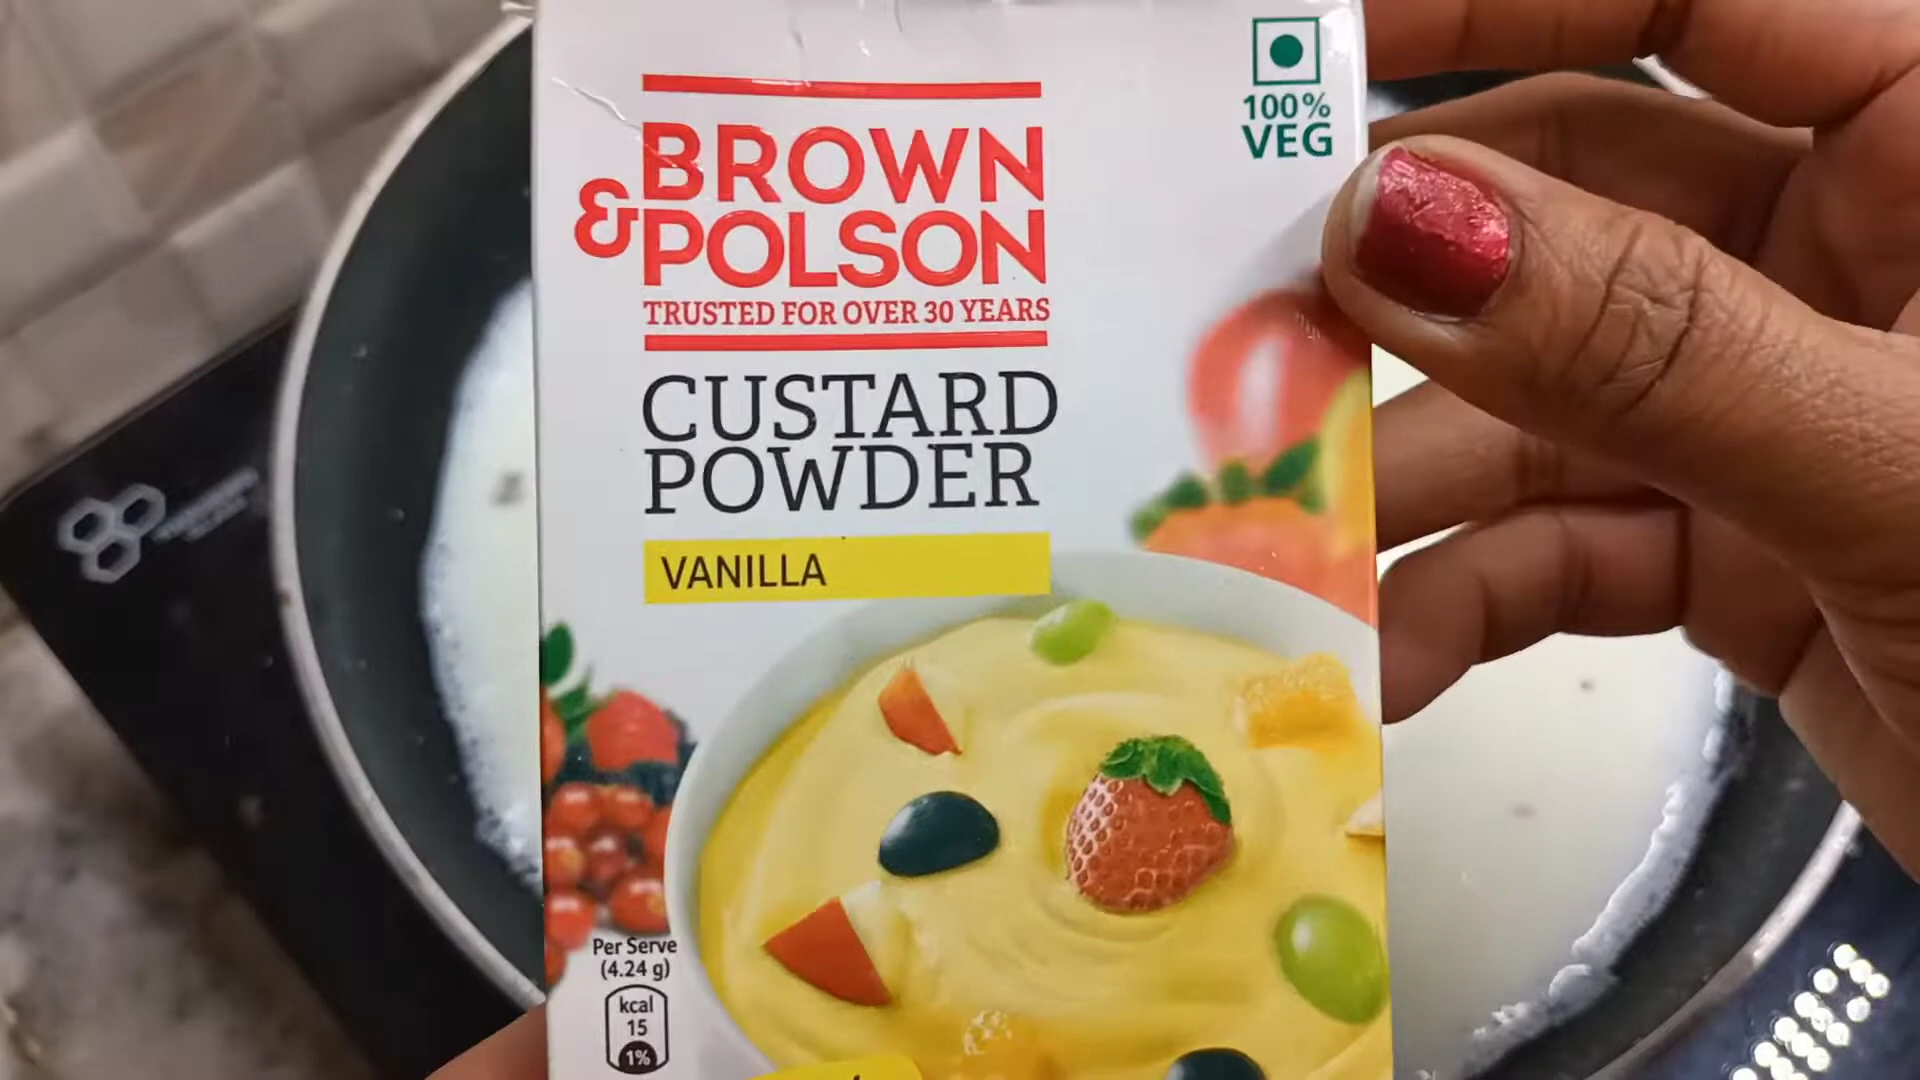 100%
VEG
BROWN
& POLSON
TRUSTED FOR OVER 30 YEARS
CUSTARD
POWDER
VANILLA
Per Serve
(4.24 g)
kcal
15
1%